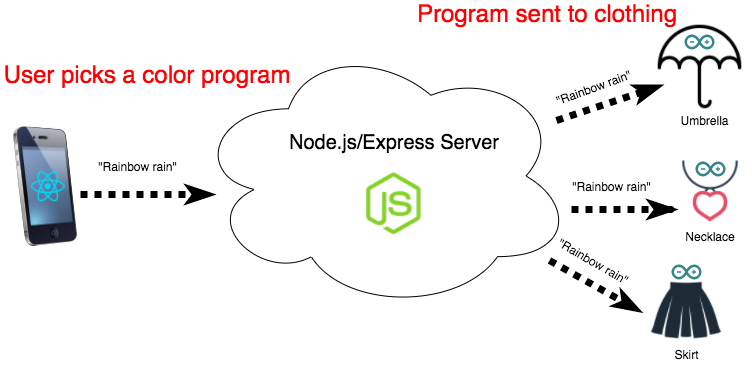 Program sent to clothing
User picks a color program
"Rainbow rain"
Node.js/Express Server
JS
"Rainbow rain"
Umbrella
"Rainbow rain"
Necklace
"Rainbow rain"
Skirt